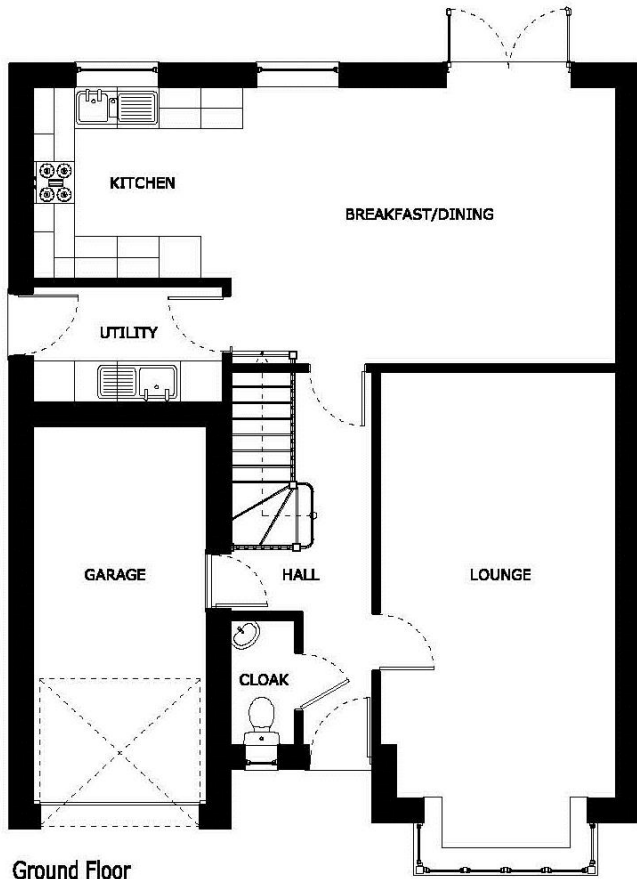 KITCHEN
BREAKFAST/DINING
UTILITY
GARAGE
HALL
LOUNGE
CLOAK
Ground Floor